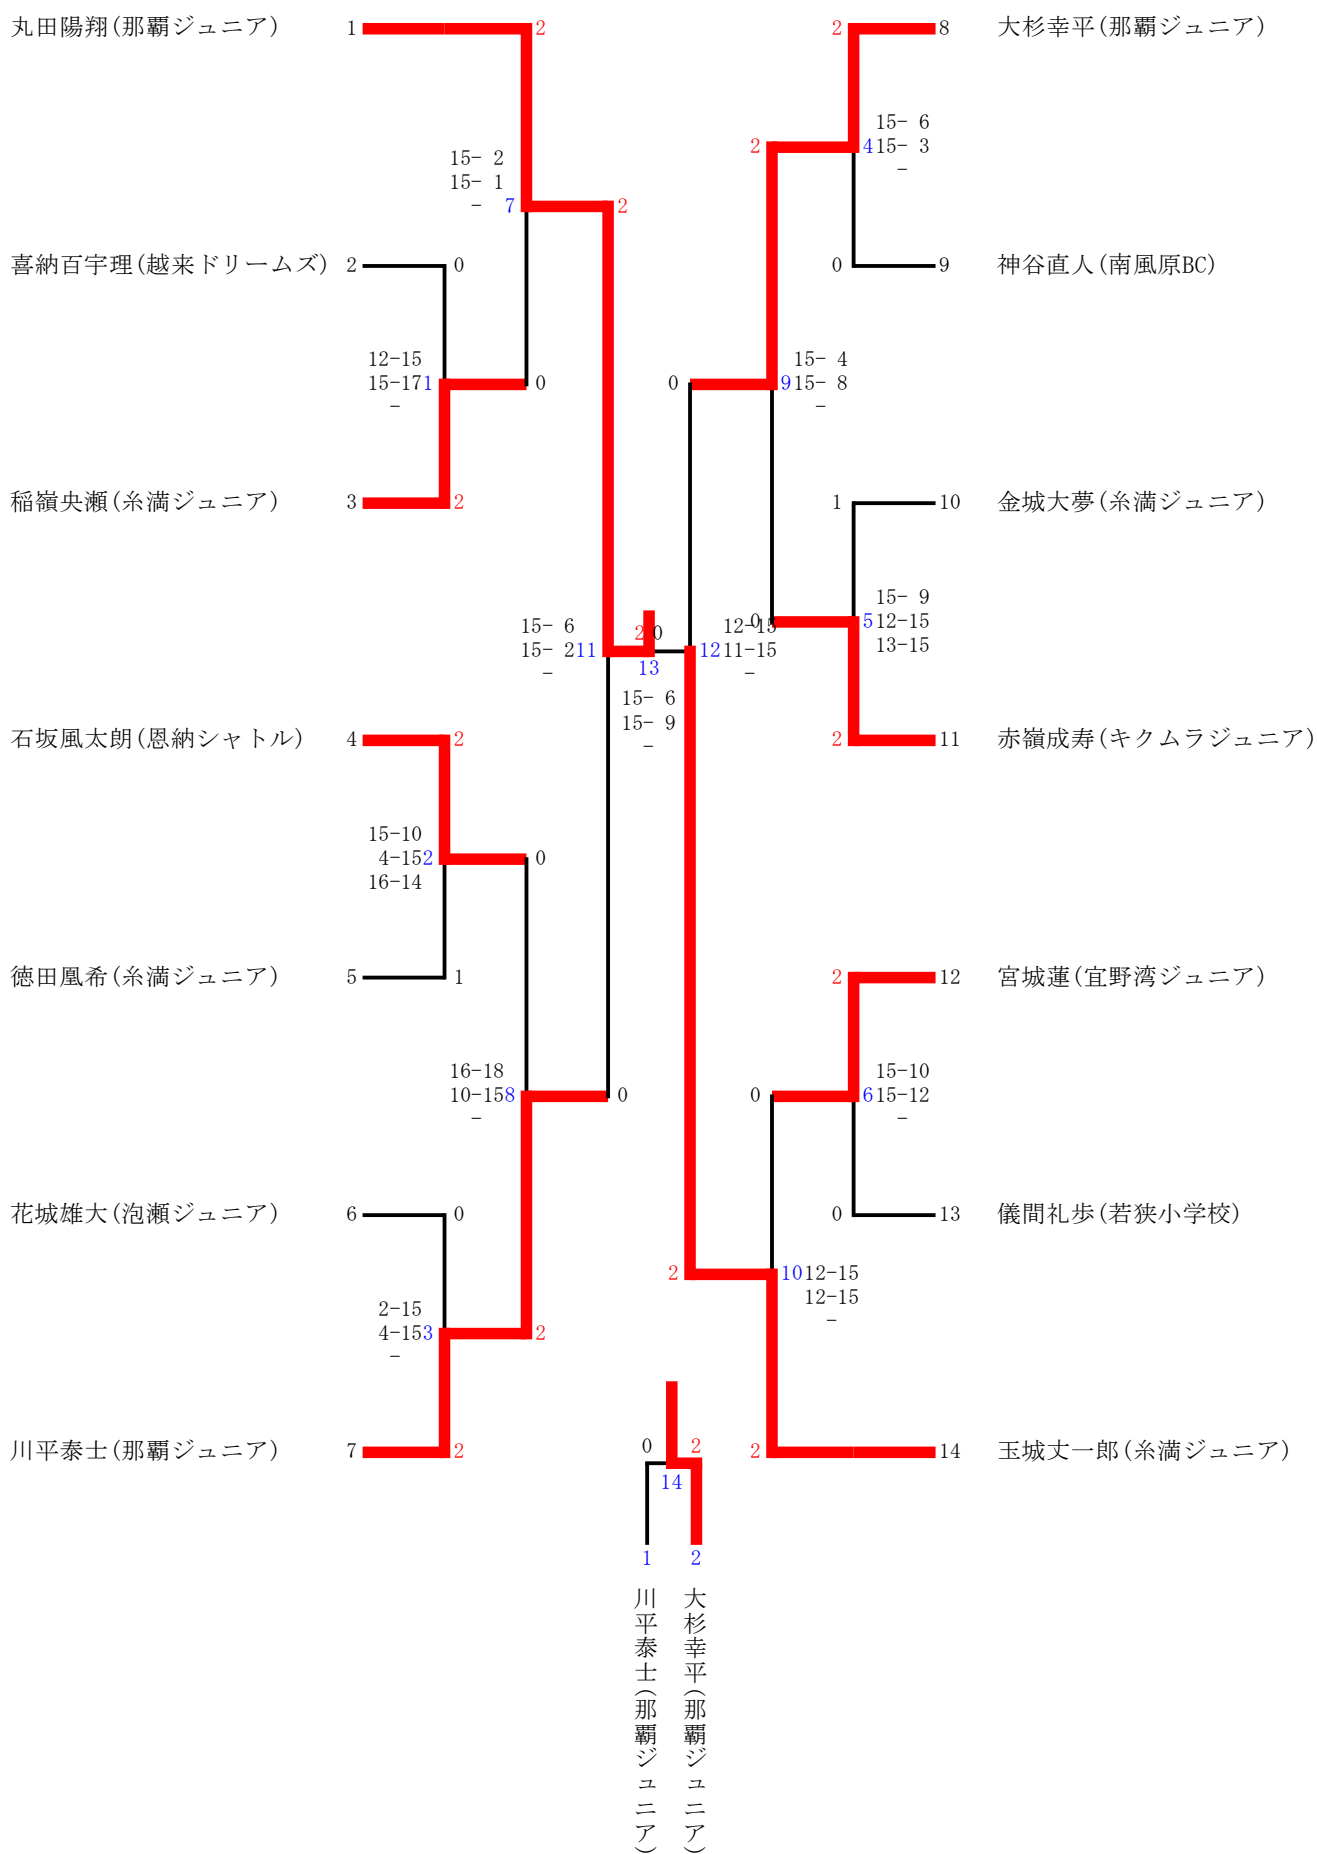 丸田陽翔(那覇ジュニア) 1 2
2 8 大杉幸平(那覇ジュニア)
15- 6
4 15- 3
-
2
15- 2
15- 1
- 7
2
喜納百宇理(越来ドリームズ) 2 0
0 9 神谷直人(南風原BC)
12-15
15-17 1
-
0
0
15- 4
9 15- 8
-
稲嶺央瀬(糸満ジュニア) 3 2
1 10 金城大夢(糸満ジュニア)
15- 6
15- 2 11
-
2 0
13
15- 6
15- 9
-
12-15
12 11-15
-
0
15- 9
5 12-15
13-15
石坂風太朗(恩納シャトル) 4 2
2 11 赤嶺成寿(キクムラジュニア)
15-10
4-15 2
16-14
0
徳田凰希(糸満ジュニア) 5 1
2 12 宮城蓮(宜野湾ジュニア)
16-18
10-15 8
-
0
0
15-10
6 15-12
-
花城雄大(泡瀬ジュニア) 6 0
0 13 儀間礼歩(若狭小学校)
2-15
4-15 3
-
2
2
10 12-15
12-15
-
川平泰士(那覇ジュニア) 7 2
2 14 玉城丈一郎(糸満ジュニア)
0 2
14
1 2
川平泰士(那覇ジュニア)
大杉幸平(那覇ジュニア)